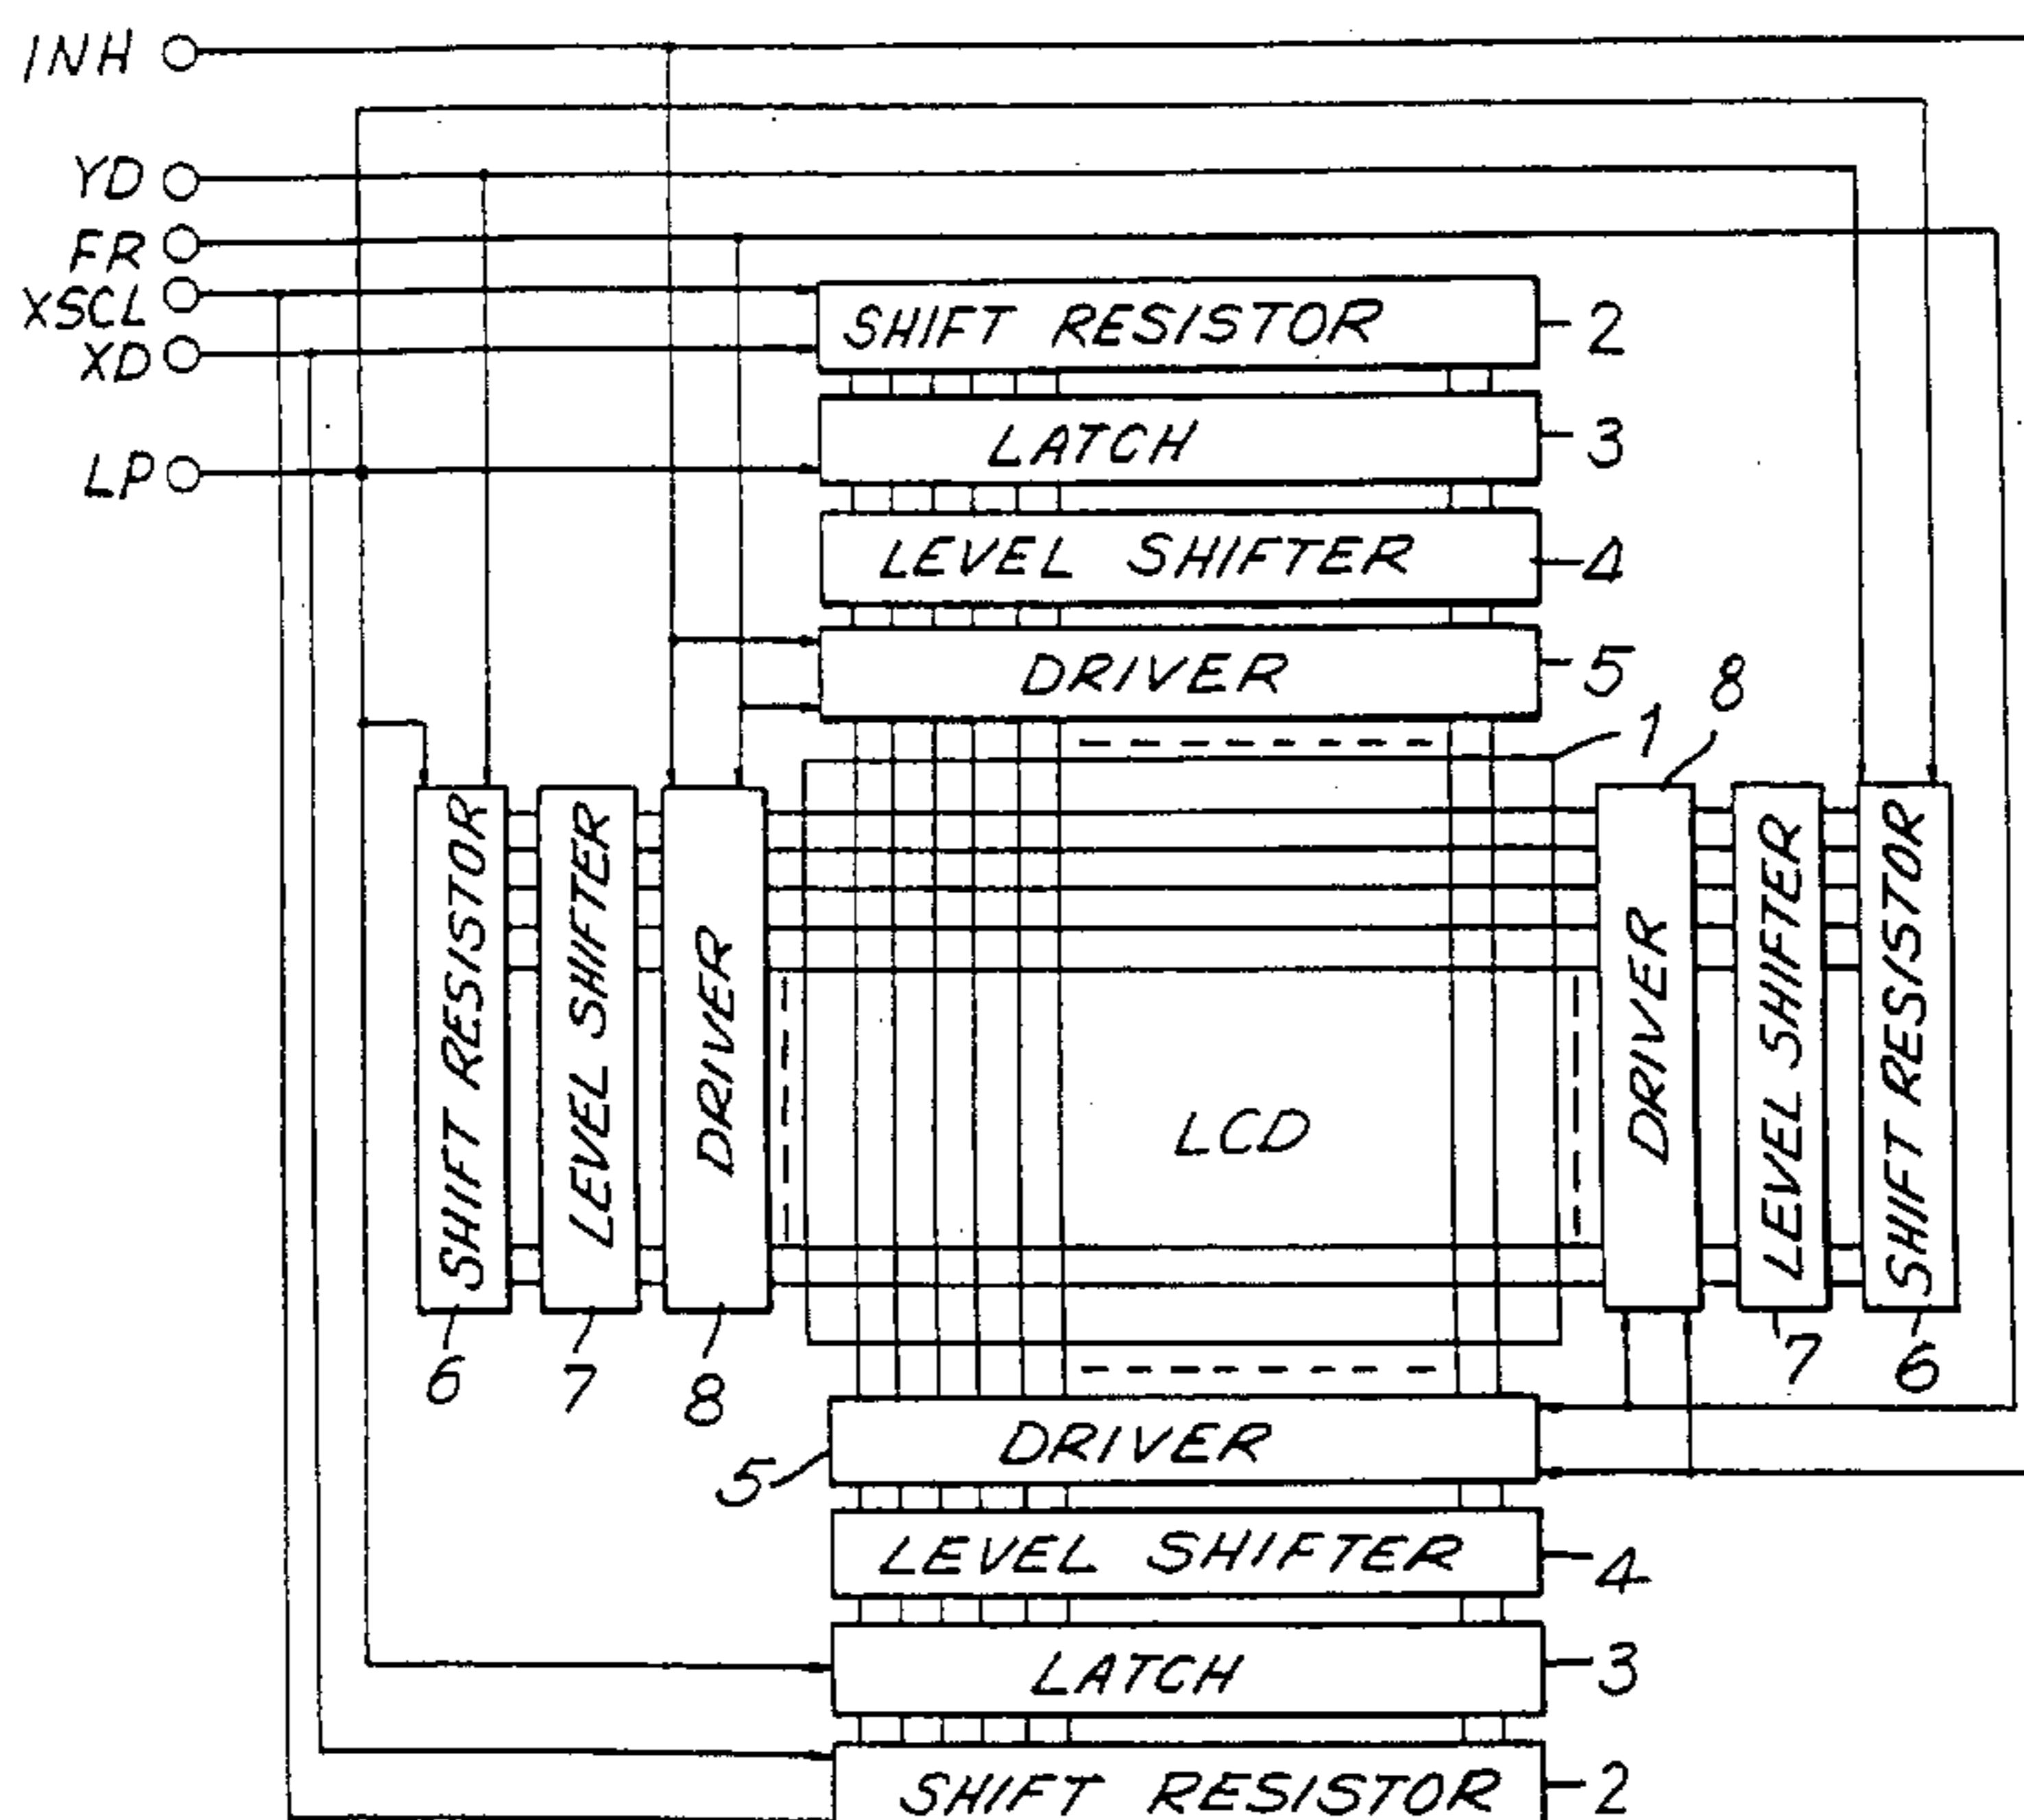 INH
YD
FR
XSCL
XD
LP
SHIFT RESISTOR
2
LATCH
3
LEVEL SHIFTER
4
DRIVER
5
1
8
SHIFT RESISTOR
LEVEL SHIFTER
DRIVER
LCD
DRIVER
LEVEL SHIFTER
SHIFT RESISTOR
6
7
8
7
6
DRIVER
5
LEVEL SHIFTER
4
LATCH
3
SHIFT RESISTOR
2